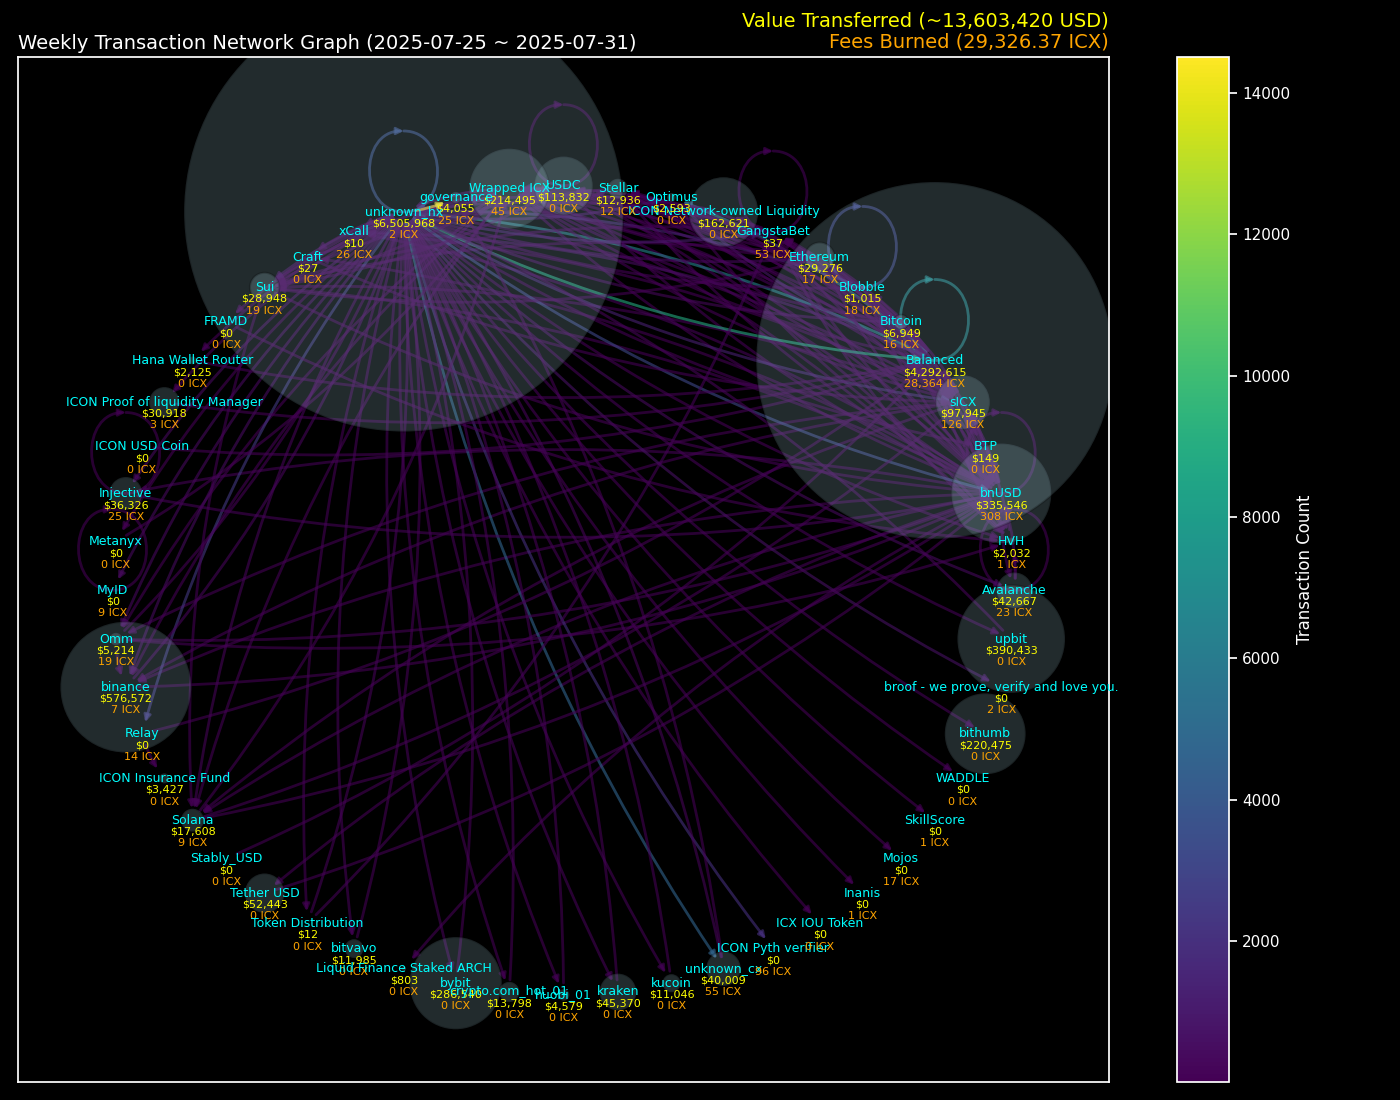 Value Transferred (~13,603,420 USD)
Weekly Transaction Network Graph (2025-07-25 ~ 2025-07-31)
Fees Burned (29,326.37 ICX)
Wrapped ICX
$214,495
45 ICX
USDC
$113,832
0 ICX
Stellar
$12,936
12 ICX
Optimus
$2,593
0 ICX
governance
$4,055
25 ICX
unknown_hx
$6,505,968
2 ICX
ICON Network-owned Liquidity
$162,621
0 ICX
xCall
$10
26 ICX
GangstaBet
$37
53 ICX
Craft
$27
0 ICX
Ethereum
$29,276
17 ICX
Sui
$28,948
19 ICX
Blobble
$1,015
18 ICX
FRAMD
$0
0 ICX
Bitcoin
$6,949
16 ICX
Hana Wallet Router
$2,125
0 ICX
Balanced
$4,292,615
28,364 ICX
ICON Proof of liquidity Manager
$30,918
3 ICX
sICX
$97,945
126 ICX
ICON USD Coin
$0
0 ICX
BTP
$149
0 ICX
Injective
$36,326
25 ICX
bnUSD
$335,546
308 ICX
Metanyx
$0
0 ICX
HVH
$2,032
1 ICX
MyID
$0
9 ICX
Avalanche
$42,667
23 ICX
Omm
$5,214
19 ICX
upbit
$390,433
0 ICX
binance
$576,572
7 ICX
broof - we prove, verify and love you.
$0
2 ICX
Relay
$0
14 ICX
bithumb
$220,475
0 ICX
ICON Insurance Fund
$3,427
0 ICX
WADDLE
$0
0 ICX
Solana
$17,608
9 ICX
SkillScore
$0
1 ICX
Stably_USD
$0
0 ICX
Mojos
$0
17 ICX
Tether USD
$52,443
0 ICX
Inanis
$0
1 ICX
Token Distribution
$12
0 ICX
ICX IOU Token
$0
ICX
bitvavo
$11,985
0 ICX
ICON Pyth verifier
$0
96 ICX
Liquid Finance Staked ARCH
$803
0 ICX
unknown_cx
$40,009
55 ICX
bybit
0 ICX
crypto.com_hot_01
$13,798
0 ICX
huobi_01
$4,579
0 ICX
kraken
$45,370
0 ICX
kucoin
$11,046
0 ICX
14000
12000
10000
8000
6000
4000
2000
Transaction Count